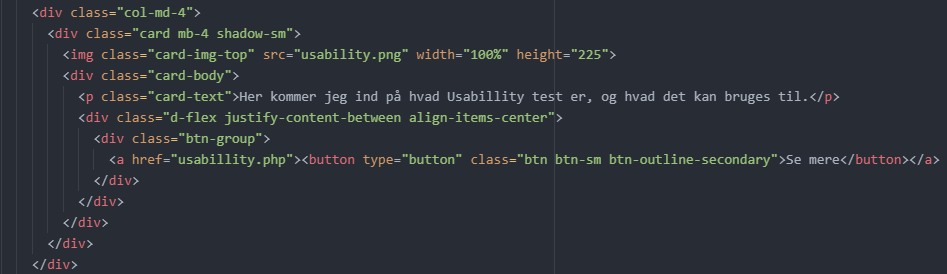 <div class="col-md-4">
<div class="card mb-4 shadow-sm">
<img class="card-img-top" src="usability.png" width="100%" height="225">
<div class="card-body">
<p class="card-text">Her kommer jeg ind på hvad Usabillity test er, og hvad det kan bruges til.</p>
<div class="d-flex justify-content-between align-items-center">
<div class="btn-group">
<a href="usabillity.php"><button type="button" class="btn btn-sm btn-outline-secondary">Se mere</button></a>
</div>
</div>
</div>
</div>
</div>